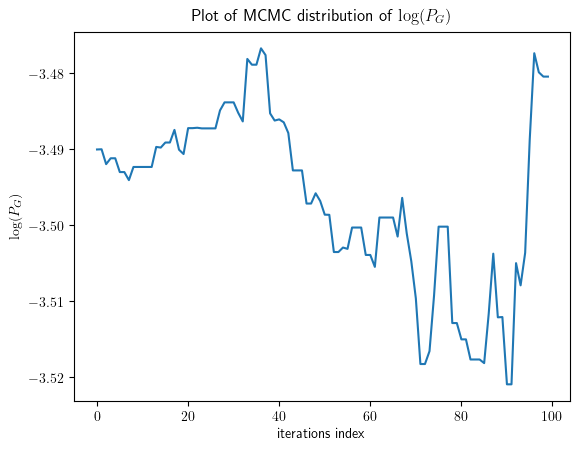 Plot of MCMC distribution of log(P_G)
log(P_G)
−3.48
−3.49
−3.50
−3.51
−3.52
0 20 40 60 80 100
iterations index